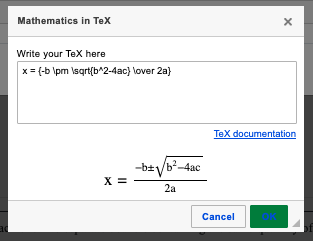 Mathematics in TeX
Write your TeX here
x = {-b \pm \sqrt{b^2-4ac} \over 2a}
TeX documentation
x = −b±√b²−4ac / 2a
Cancel
OK